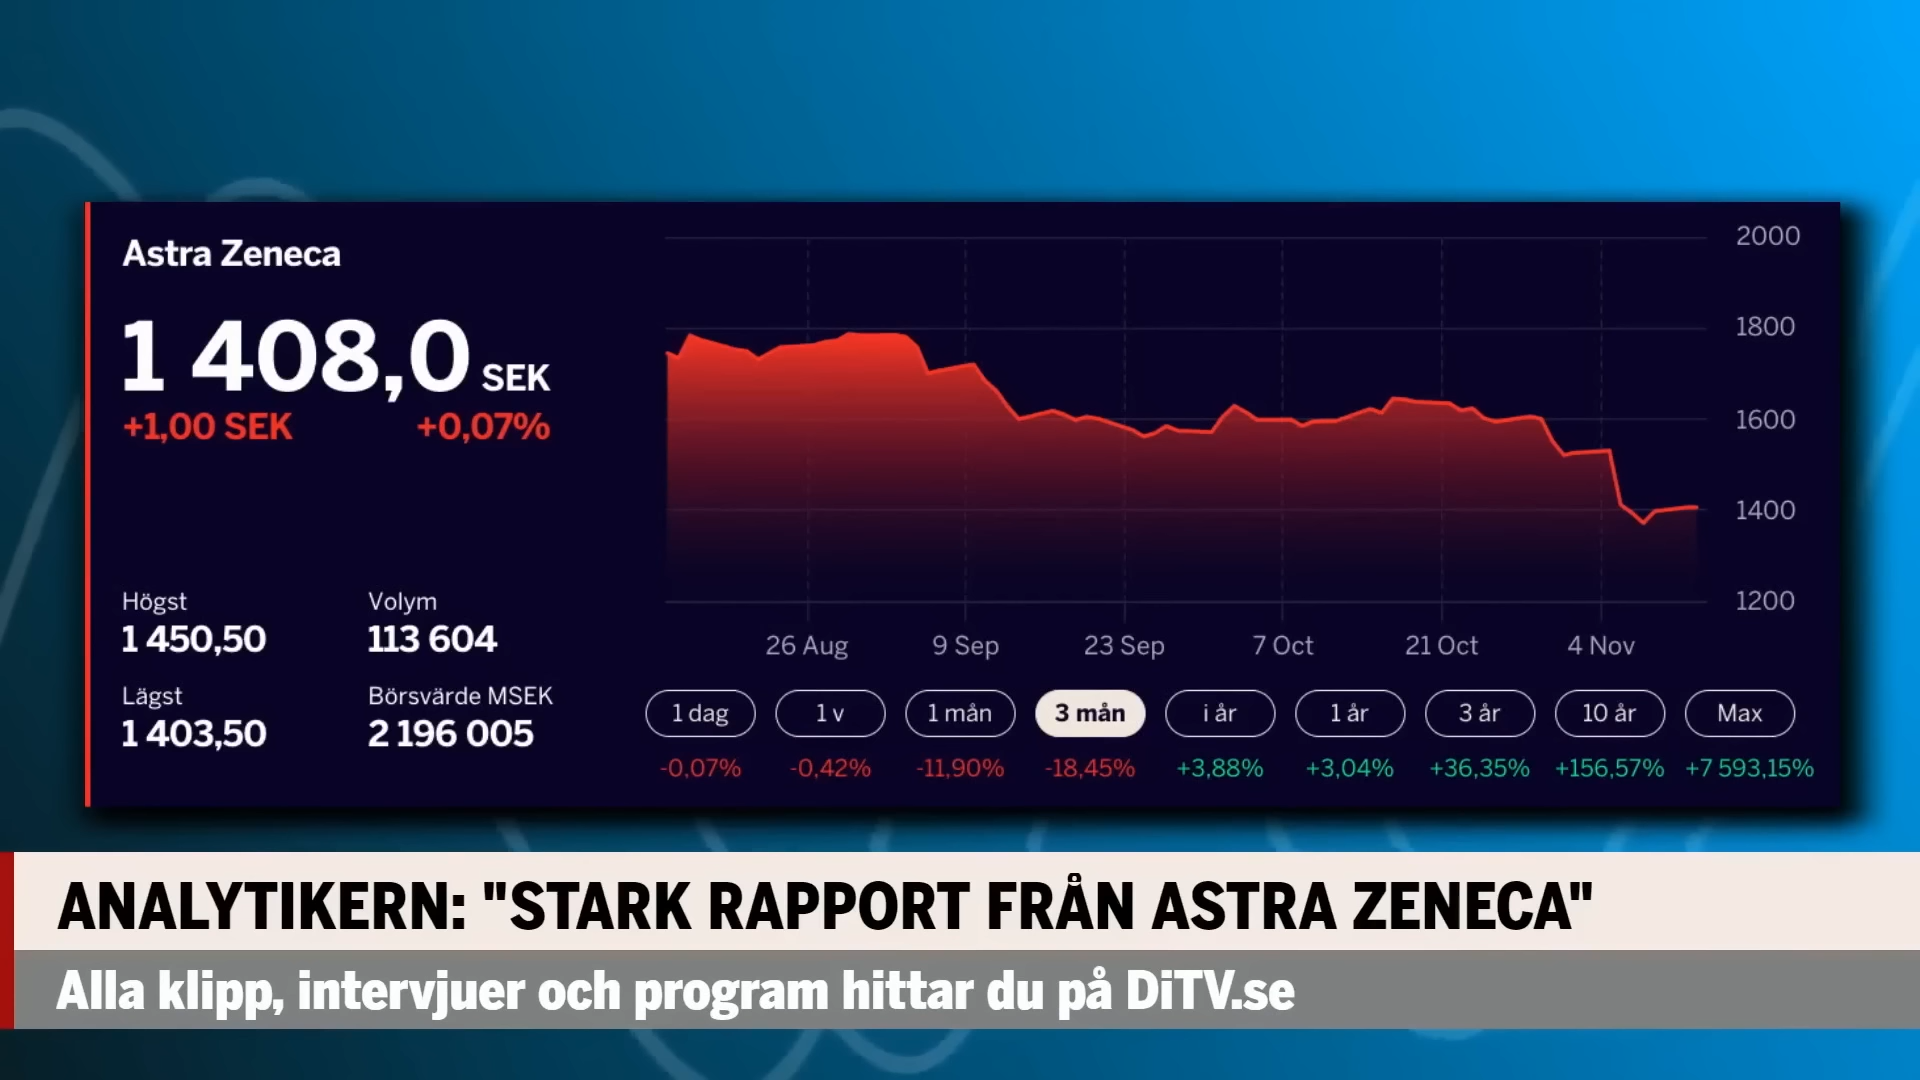 Astra Zeneca
1 408,0 SEK
+1,00 SEK +0,07%
Högst Volym
1 450,50 113 604
Lägst Börsvärde MSEK
1 403,50 2 196 005
2000
1800
1600
1400
1200
26 Aug 9 Sep 23 Sep 7 Oct 21 Oct 4 Nov
1 dag 1 v 1 mån 3 mån i år 1 år 3 år 10 år Max
-0,07% -0,42% -11,90% -18,45% +3,88% +3,04% +36,35% +156,57% +7 593,15%
ANALYTIKERN: "STARK RAPPORT FRÅN ASTRA ZENECA"
Alla klipp, intervjuer och program hittar du på DiTV.se